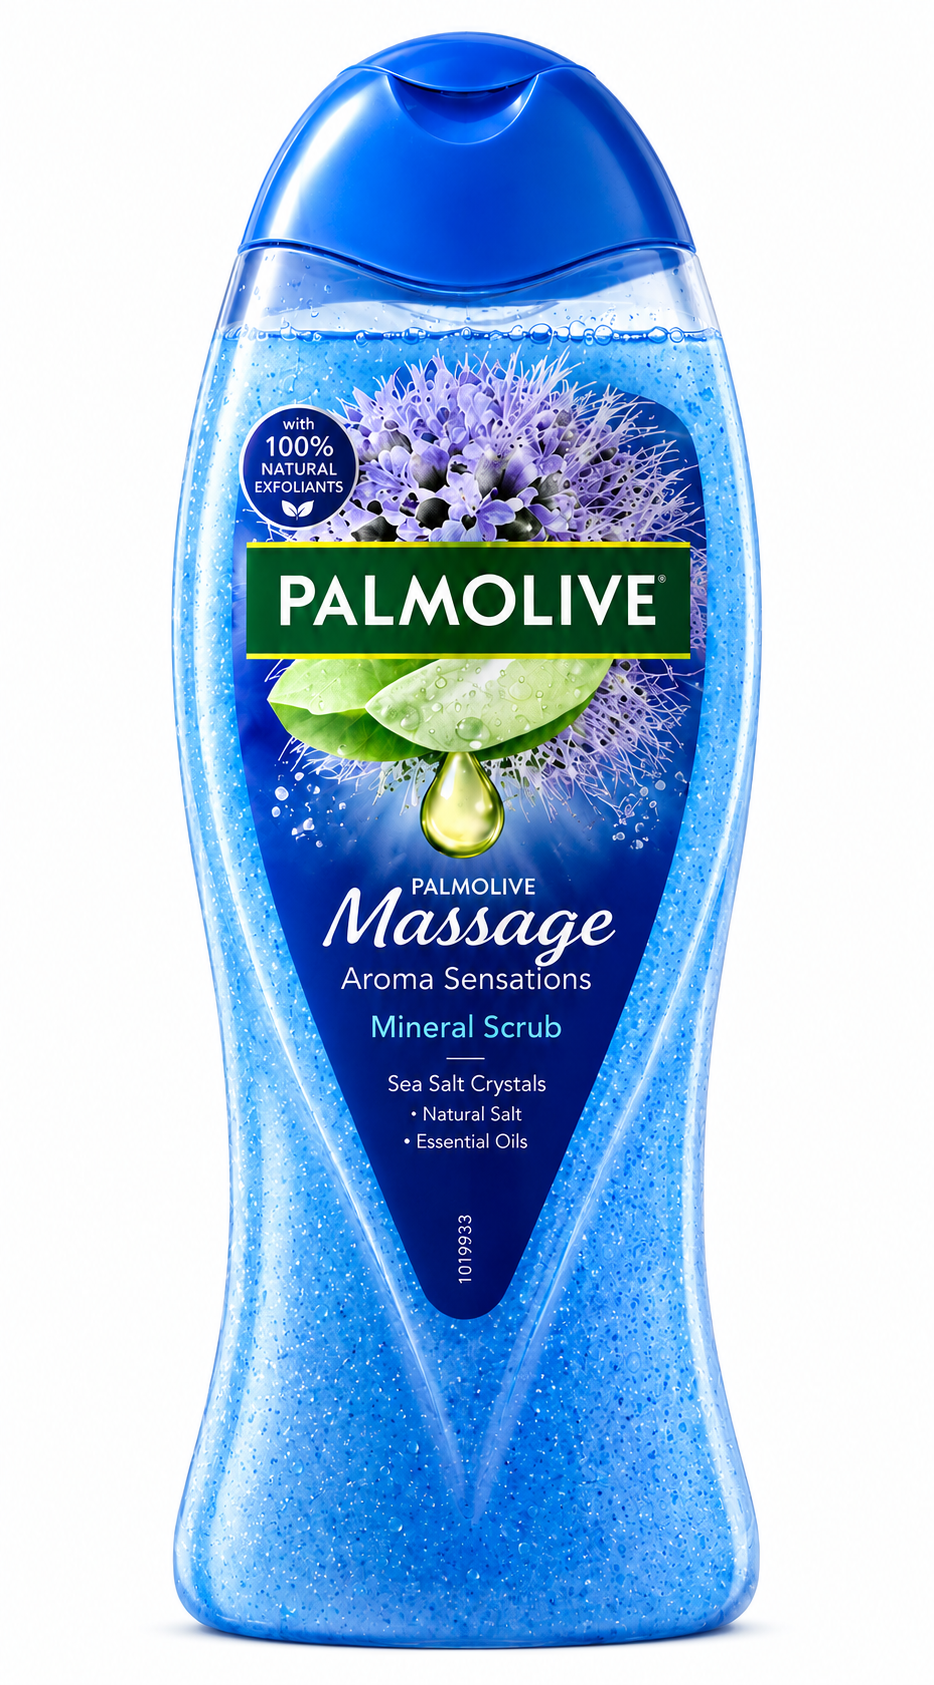 with
100%
NATURAL
EXFOLIANTS
PALMOLIVE®
PALMOLIVE
Massage
Aroma Sensations
Mineral Scrub
Sea Salt Crystals
• Natural Salt
• Essential Oils
1019933